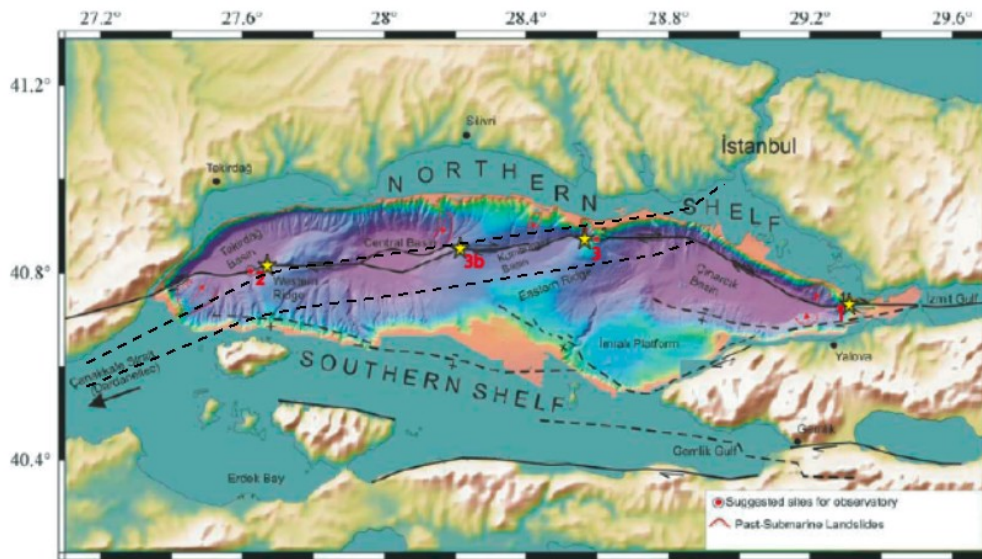 27.2° 27.6° 28° 28.4° 28.8° 29.2° 29.6°
41.2°
40.8°
40.4°
Silivri
İstanbul
Tekirdağ
NORTHERN SHELF
Tekirdağ
Basin
Central Basin
Basin
3b
3
2
Western
Ridge
Eastern Ridge
Çınarcık
Basin
İzmit Gulf
İmralı Platform
Yalova
Çanakkale Strait
(Dardanelles)
SOUTHERN SHELF
Gemlik
Gemlik Gulf
Erdek Bay
Suggested sites for observatory
Past-Submarine Landslides